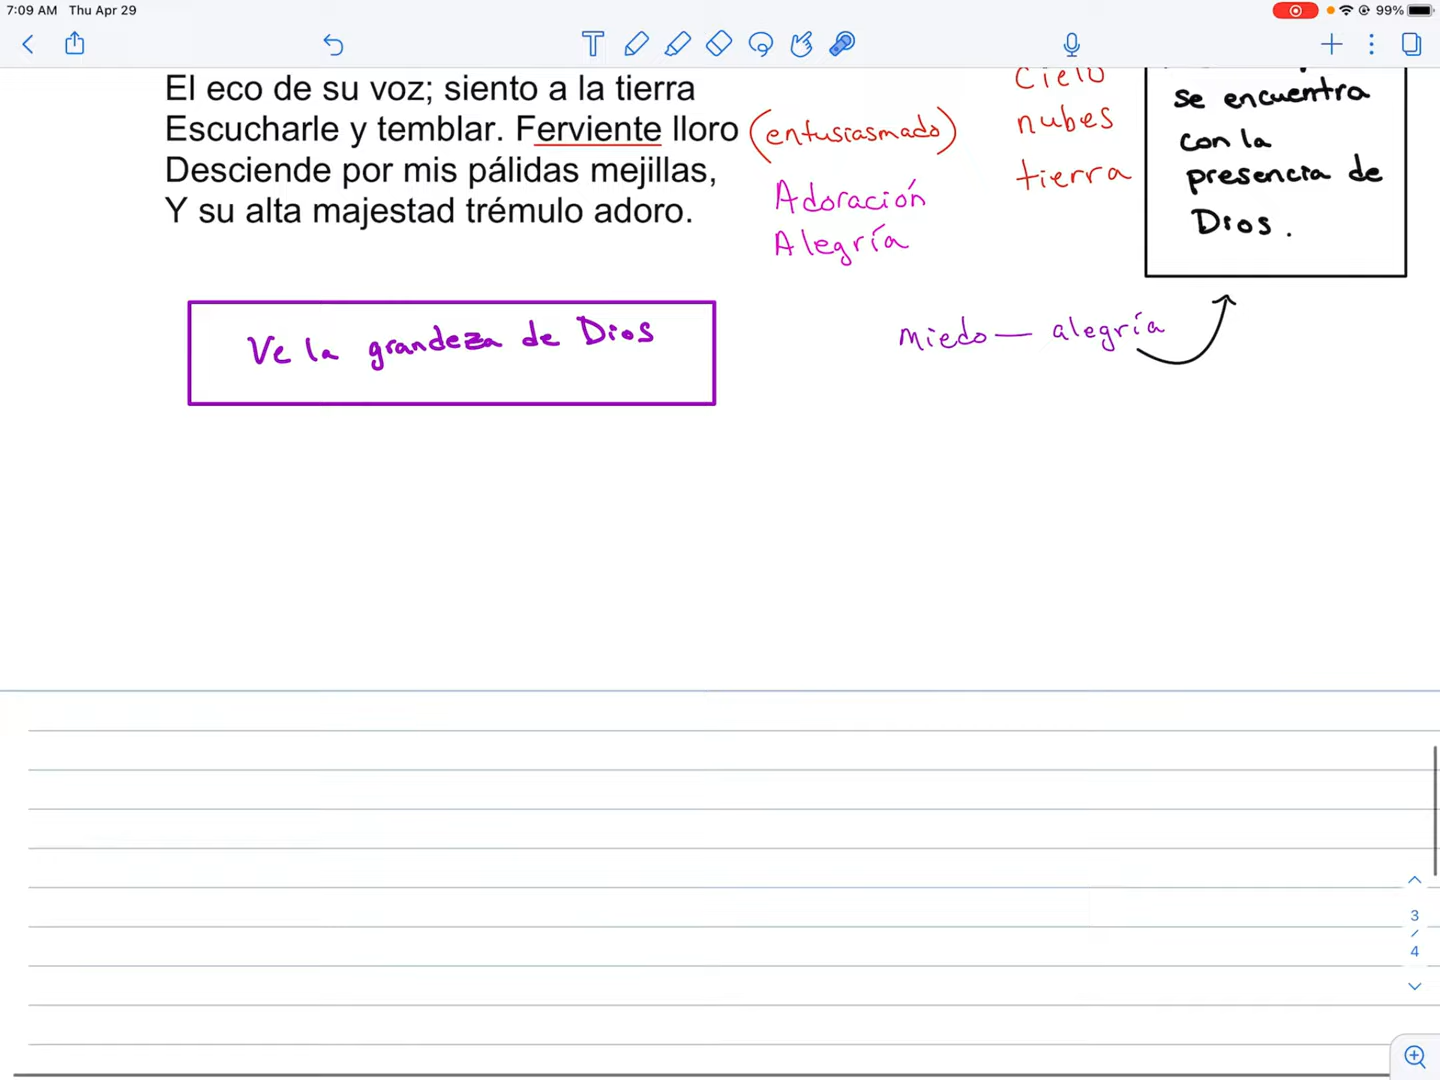 7:09 AM Thu Apr 29
99%
El eco de su voz; siento a la tierra
Escucharle y temblar. Ferviente lloro
Desciende por mis pálidas mejillas,
Y su alta majestad trémulo adoro.
(entusiasmado)
Adoración
Alegría
Cielo
nubes
tierra
se encuentra
con la
presencia de
Dios.
Ve la grandeza de Dios
miedo — alegría
3
/
4